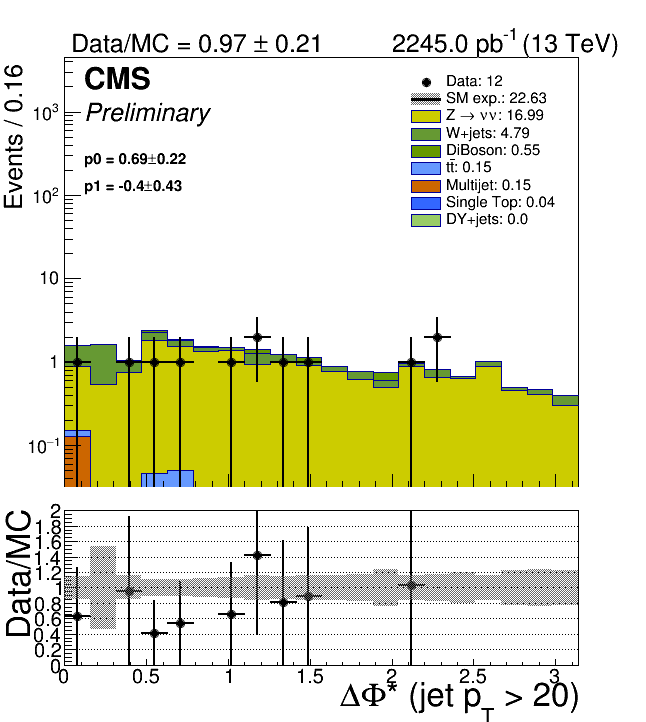 Data/MC = 0.97 ± 0.21 2245.0 pb⁻¹ (13 TeV)
Events / 0.16
CMS
Preliminary
p0 = 0.69±0.22
p1 = -0.4±0.43
Data: 12
SM exp.: 22.63
Z → νν: 16.99
W+jets: 4.79
DiBoson: 0.55
tt̄: 0.15
Multijet: 0.15
Single Top: 0.04
DY+jets: 0.0
10³
10²
10
1
10⁻¹
Data/MC
2
1.8
1.6
1.4
1.2
1
0.8
0.6
0.4
0.2
0
0 0.5 1 1.5 2 2.5 3
ΔΦ* (jet p_T > 20)